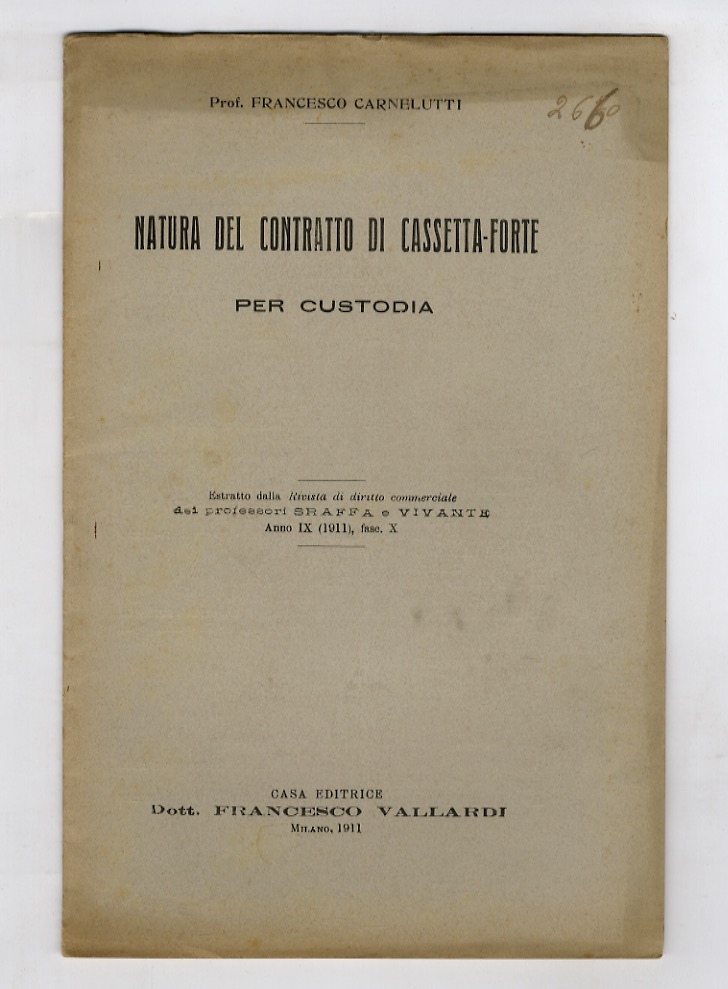 Prof. FRANCESCO CARNELUTTI
2660
NATURA DEL CONTRATTO DI CASSETTA-FORTE
PER CUSTODIA
Estratto dalla Rivista di diritto commerciale
dei professori SRAFFA e VIVANTE
Anno IX (1911), fasc. X
CASA EDITRICE
Dott. FRANCESCO VALLARDI
MILANO, 1911